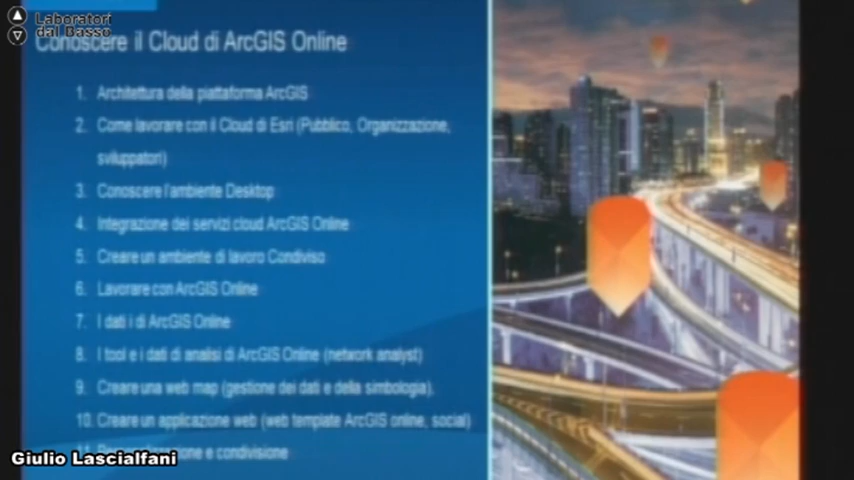 Laboratori
dal Basso
Conoscere il Cloud di ArcGIS Online
1. Architettura della piattaforma ArcGIS
2. Come lavorare con il Cloud di Esri (Pubblico, Organizzazione,
sviluppatori)
3. Conoscere l'ambiente Desktop
4. Integrazione dei servizi cloud ArcGIS Online
5. Creare un ambiente di lavoro Condiviso
6. Lavorare con ArcGIS Online
7. I dati i di ArcGIS Online
8. I tool e i dati di analisi di ArcGIS Online (network analyst)
9. Creare una web map (gestione dei dati e della simbologia).
10. Creare un applicazione web (web template ArcGIS online, social)
e condivisione
Giulio Lascialfani